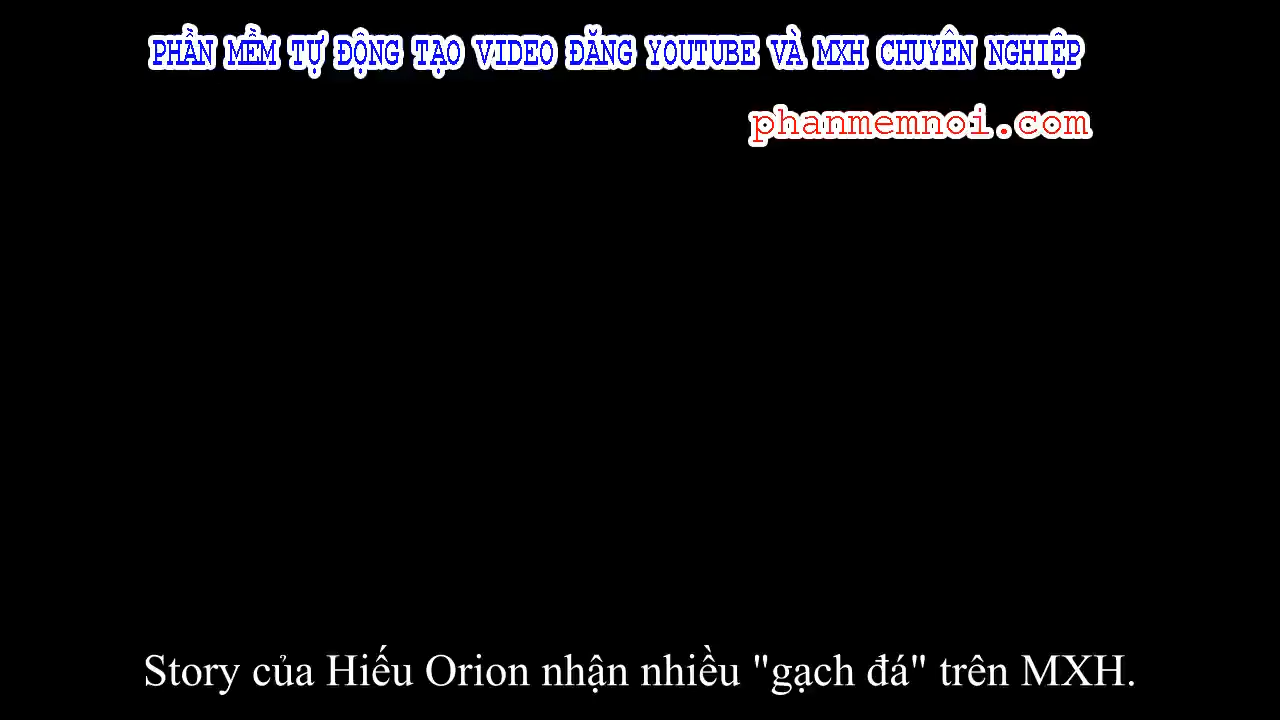 PHẦN MỀM TỰ ĐỘNG TẠO VIDEO ĐĂNG YOUTUBE VÀ MXH CHUYÊN NGHIỆP
phanmemnoi.com
Story của Hiếu Orion nhận nhiều "gạch đá" trên MXH.